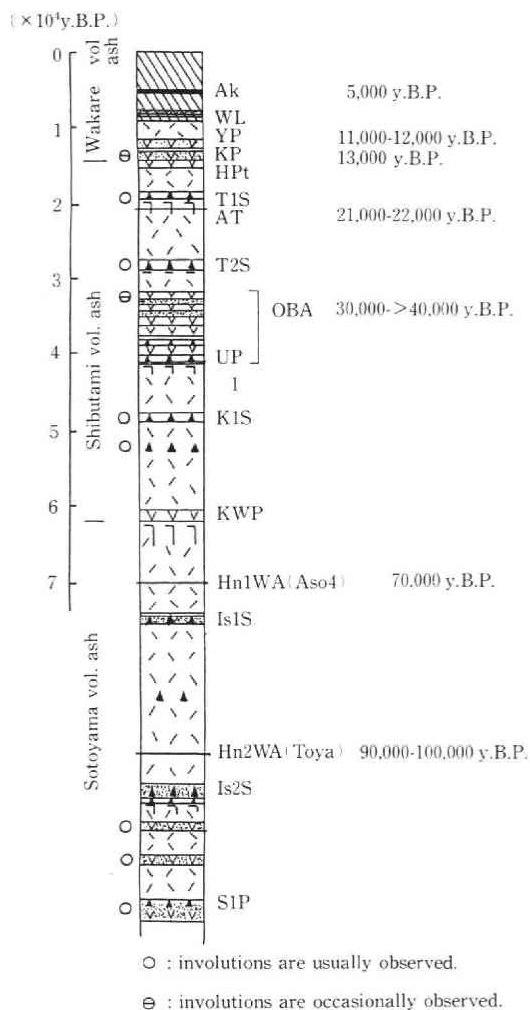 (×10⁴y.B.P.)
0
1
2
3
4
5
6
7
Wakare vol ash
Shibutami vol. ash
Sotoyama vol. ash
Ak 5,000 y.B.P.
WL
YP 11,000-12,000 y.B.P.
KP 13,000 y.B.P.
HPt
T1S
AT 21,000-22,000 y.B.P.
T2S
OBA 30,000->40,000 y.B.P.
UP
1
K1S
KWP
Hn1WA(Aso4) 70,000 y.B.P.
Is1S
Hn2WA(Toya) 90,000-100,000 y.B.P.
Is2S
S1P
○ : involutions are usually observed.
⊖ : involutions are occasionally observed.